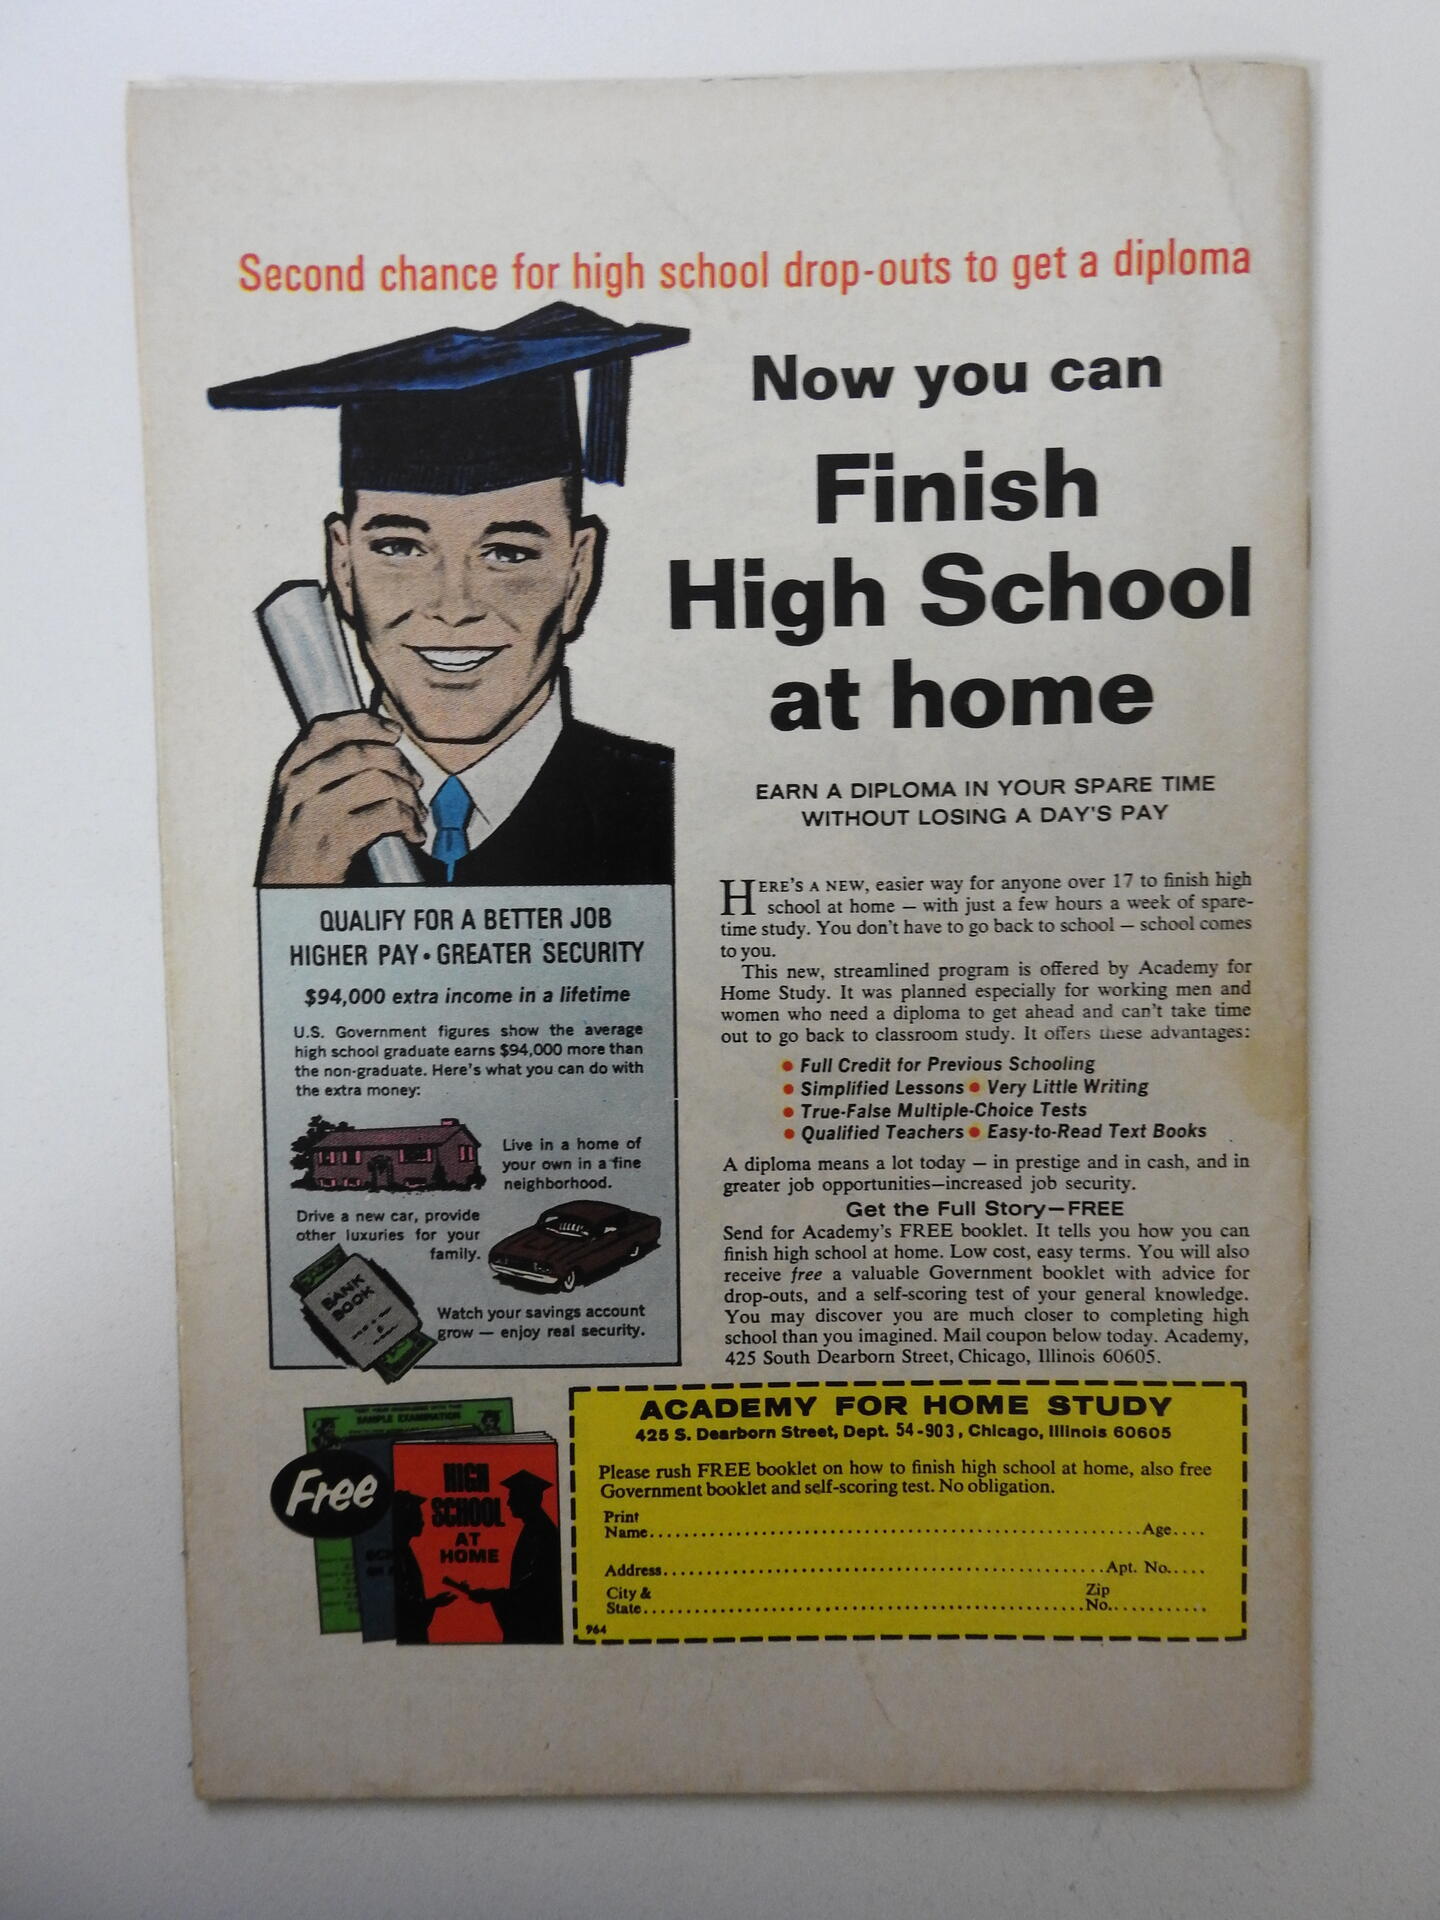 Second chance for high school drop-outs to get a diploma
Now you can
Finish
High School
at home
EARN A DIPLOMA IN YOUR SPARE TIME
WITHOUT LOSING A DAY'S PAY
HERE'S A NEW, easier way for anyone over 17 to finish high
school at home — with just a few hours a week of spare-
time study. You don't have to go back to school — school comes
to you.
This new, streamlined program is offered by Academy for
Home Study. It was planned especially for working men and
women who need a diploma to get ahead and can't take time
out to go back to classroom study. It offers these advantages:
• Full Credit for Previous Schooling
• Simplified Lessons • Very Little Writing
• True-False Multiple-Choice Tests
• Qualified Teachers • Easy-to-Read Text Books
A diploma means a lot today — in prestige and in cash, and in
greater job opportunities—increased job security.
Get the Full Story—FREE
Send for Academy's FREE booklet. It tells you how you can
finish high school at home. Low cost, easy terms. You will also
receive free a valuable Government booklet with advice for
drop-outs, and a self-scoring test of your general knowledge.
You may discover you are much closer to completing high
school than you imagined. Mail coupon below today. Academy,
425 South Dearborn Street, Chicago, Illinois 60605.
QUALIFY FOR A BETTER JOB
HIGHER PAY • GREATER SECURITY
$94,000 extra income in a lifetime
U.S. Government figures show the average
high school graduate earns $94,000 more than
the non-graduate. Here's what you can do with
the extra money:
Live in a home of
your own in a fine
neighborhood.
Drive a new car, provide
other luxuries for your
family.
BANK
BOOK
Watch your savings account
grow — enjoy real security.
SAMPLE EXAMINATION
Free
HIGH
SCHOOL
AT
HOME
ACADEMY FOR HOME STUDY
425 S. Dearborn Street, Dept. 54-903, Chicago, Illinois 60605
Please rush FREE booklet on how to finish high school at home, also free
Government booklet and self-scoring test. No obligation.
Print
Name.......... Age....
Address.......... Apt. No.....
City & Zip
State.......... No...........
964